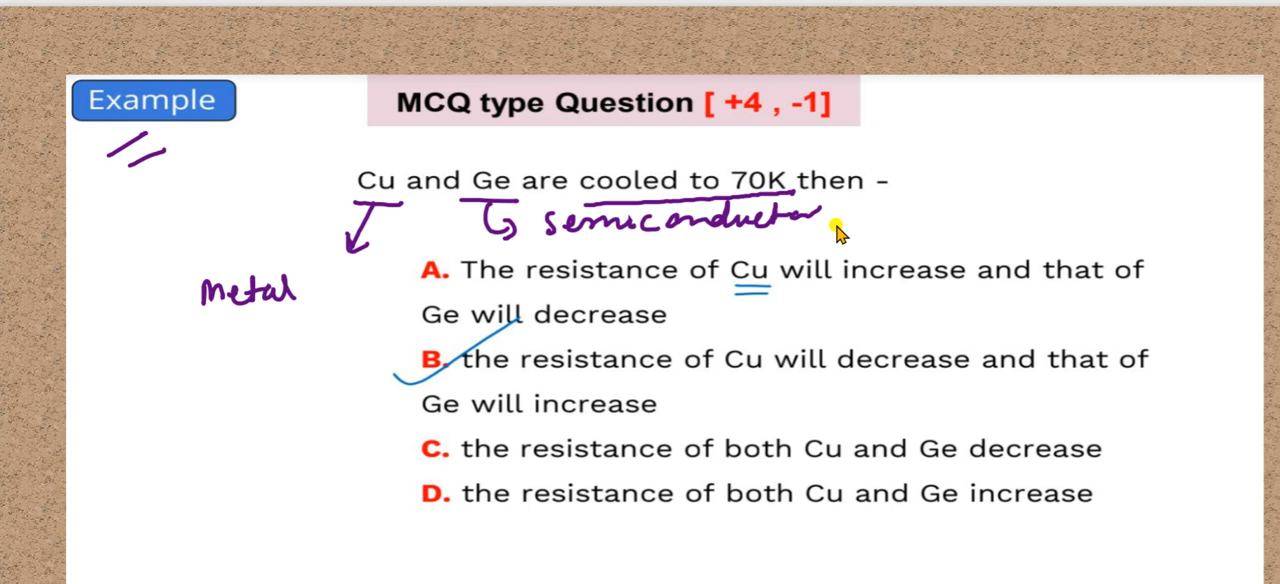 Example
MCQ type Question [ +4 , -1]
Cu and Ge are cooled to 70K then -
semiconductor
metal
A. The resistance of Cu will increase and that of
Ge will decrease
B. the resistance of Cu will decrease and that of
Ge will increase
C. the resistance of both Cu and Ge decrease
D. the resistance of both Cu and Ge increase